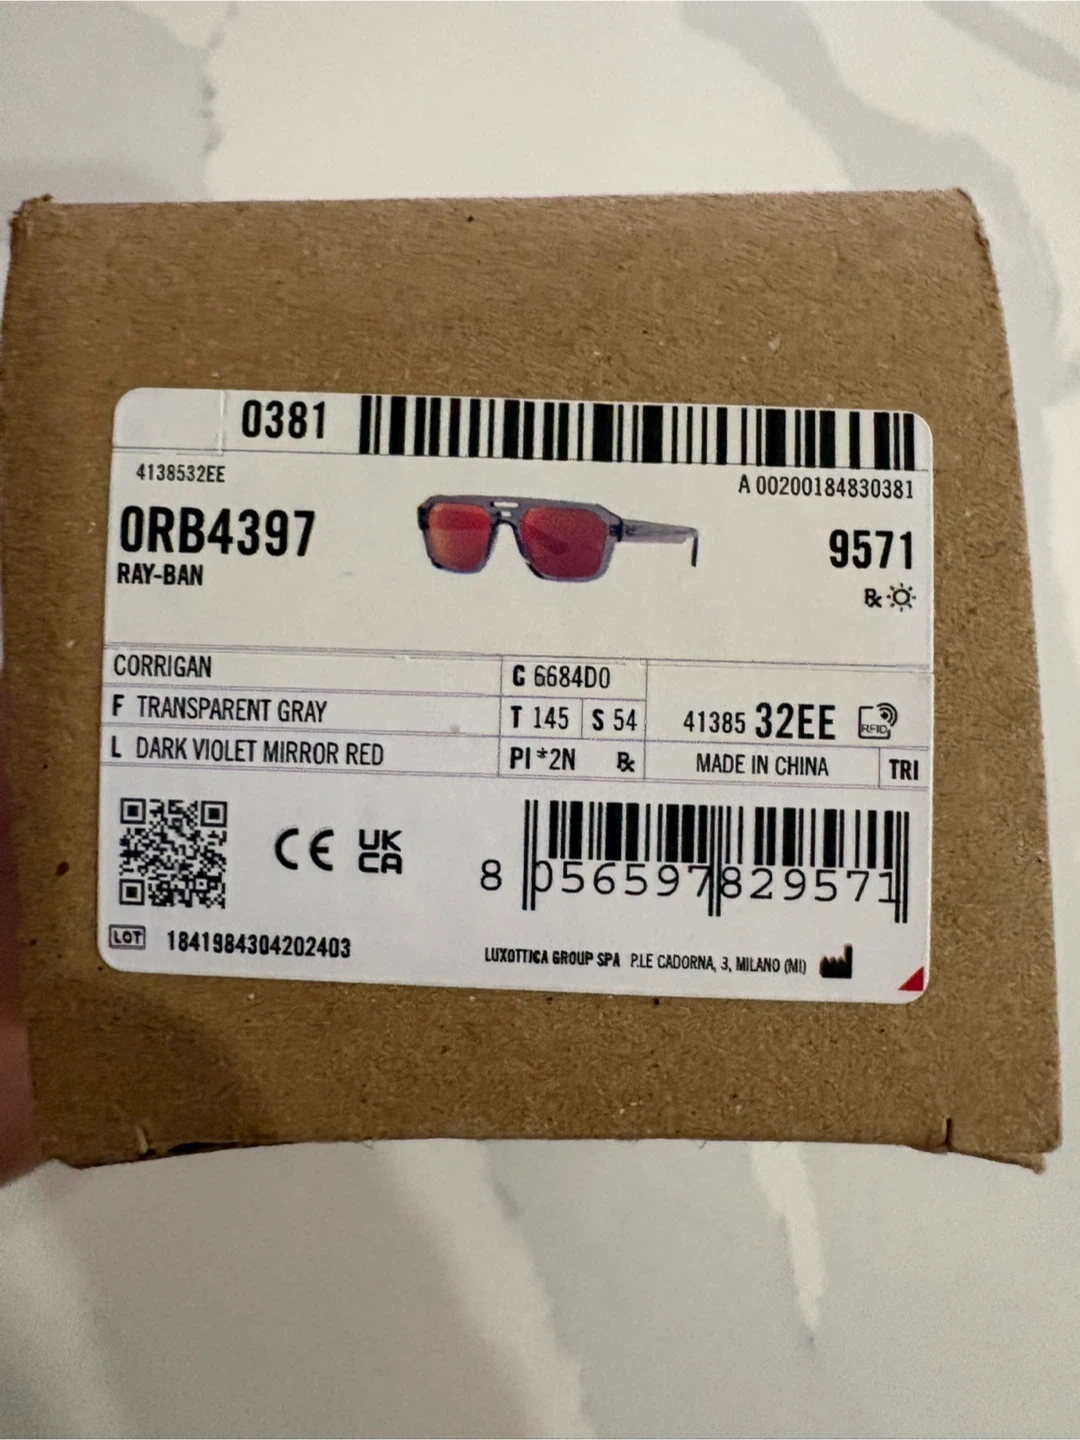 0381
4138532EE
A 00200184830381
0RB4397
RAY-BAN
9571
℞
CORRIGAN
C 6684D0
F TRANSPARENT GRAY
T 145 S 54
41385 32EE
RFID
L DARK VIOLET MIRROR RED
PI *2N ℞
MADE IN CHINA
TRI
CE
UK
CA
8 056597 829571
LOT 1841984304202403
LUXOTTICA GROUP SPA P.LE CADORNA, 3, MILANO (MI)